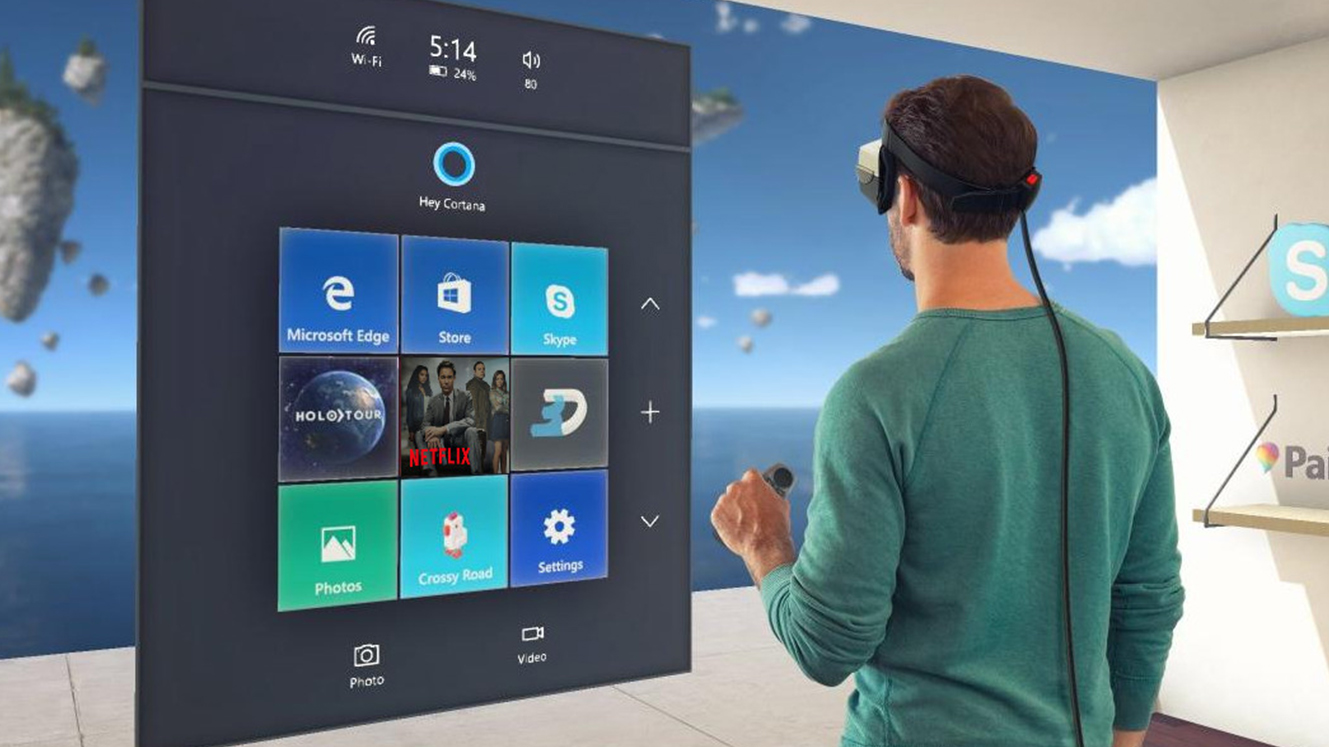 Wi-Fi
5:14
24%
80
Hey Cortana
Microsoft Edge
Store
S
Skype
HOLOTOUR
NETFLIX
D
Photos
Crossy Road
Settings
Photo
Video
S
Pai